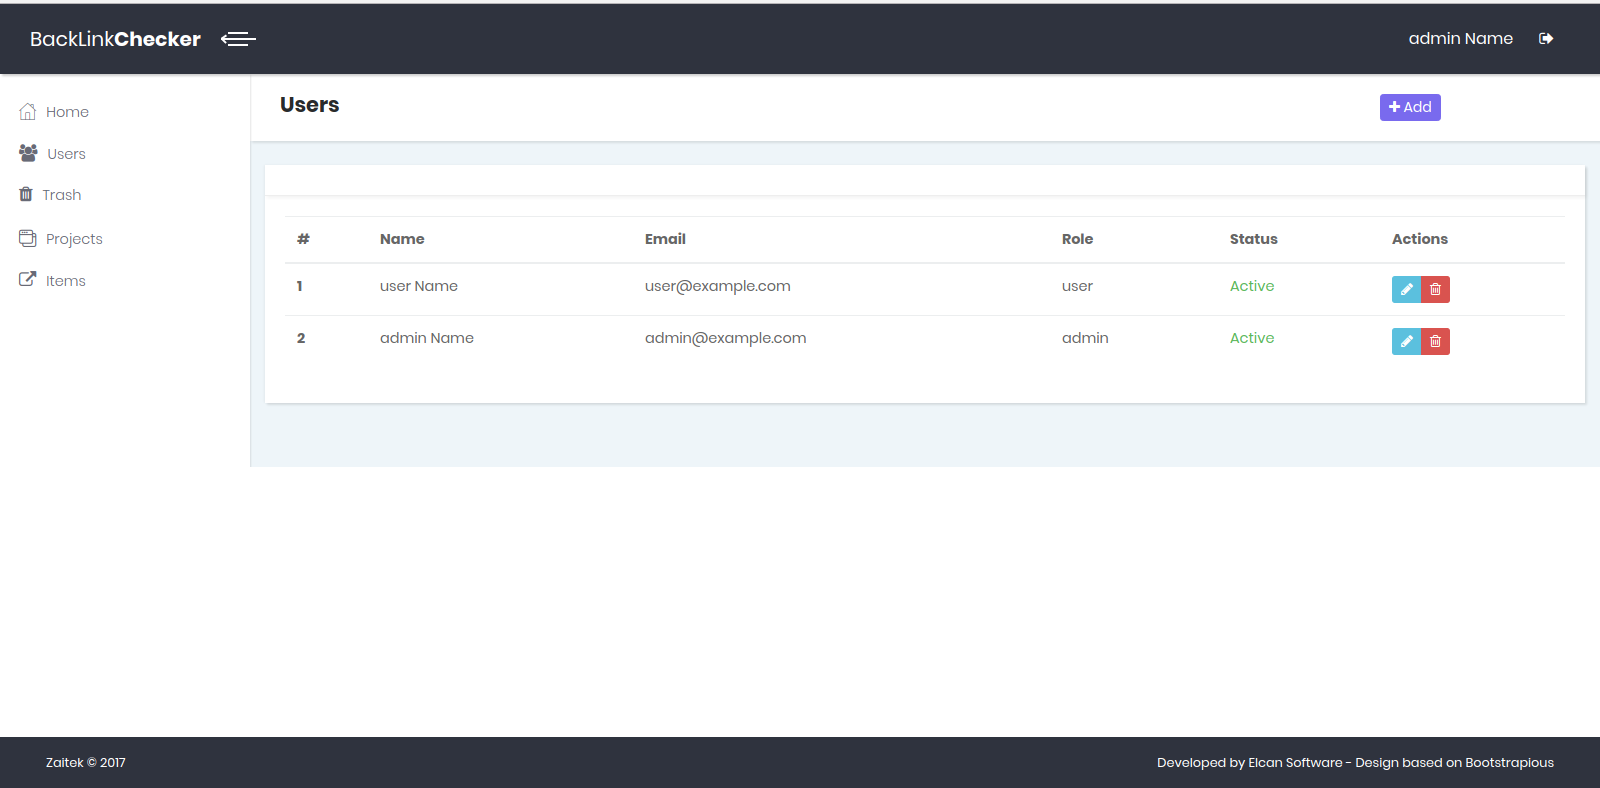 BackLinkChecker
admin Name
Home
Users
Trash
Projects
Items
Users
Add
# Name Email Role Status Actions
1 user Name user@example.com user Active
2 admin Name admin@example.com admin Active
Zaitek © 2017
Developed by Elcan Software - Design based on Bootstrapious